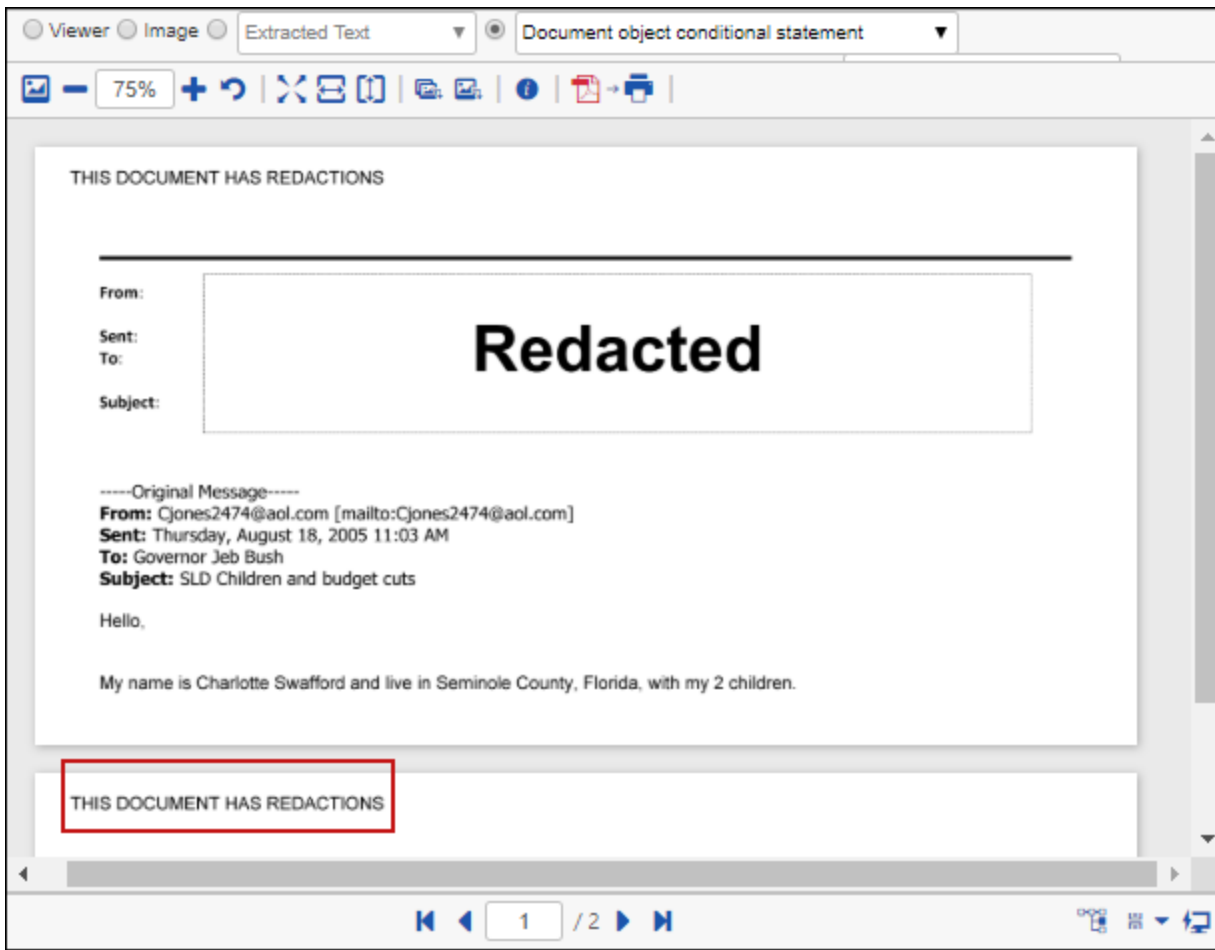 Viewer Image Extracted Text Document object conditional statement
75%
THIS DOCUMENT HAS REDACTIONS
From:
Redacted
Sent:
To:
Subject:
-----Original Message-----
From: Cjones2474@aol.com [mailto:Cjones2474@aol.com]
Sent: Thursday, August 18, 2005 11:03 AM
To: Governor Jeb Bush
Subject: SLD Children and budget cuts
Hello,
My name is Charlotte Swafford and live in Seminole County, Florida, with my 2 children.
THIS DOCUMENT HAS REDACTIONS
1 / 2